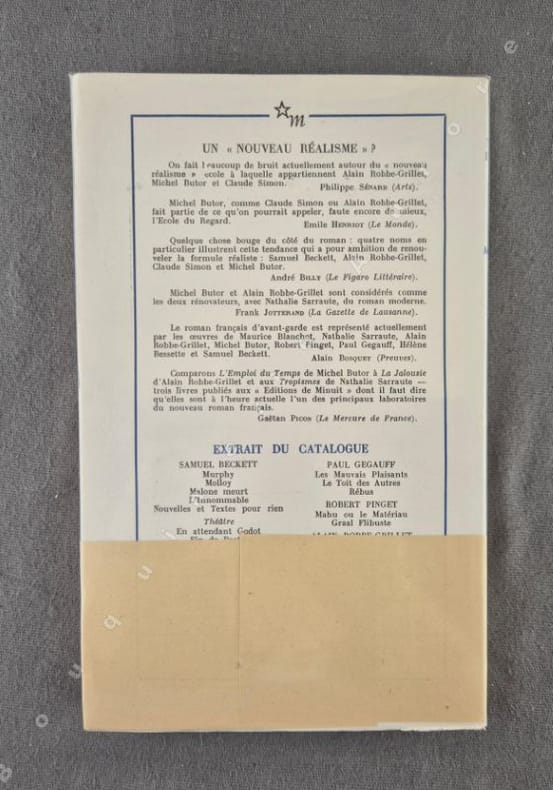 m
UN « NOUVEAU RÉALISME » ?
On fait beaucoup de bruit actuellement autour du « nouveau
réalisme » école à laquelle appartiennent Alain Robbe-Grillet,
Michel Butor et Claude Simon.
Philippe SÉNARD (Arts).
Michel Butor, comme Claude Simon ou Alain Robbe-Grillet,
fait partie de ce qu'on pourrait appeler, faute encore de mieux,
l'Ecole du Regard.
Emile HENRIOT (Le Monde).
Quelque chose bouge du côté du roman : quatre noms en
particulier illustrent cette tendance qui a pour ambition de renou-
veler la formule réaliste : Samuel Beckett, Alain Robbe-Grillet,
Claude Simon et Michel Butor.
André BILLY (Le Figaro Littéraire).
Michel Butor et Alain Robbe-Grillet sont considérés comme
les deux rénovateurs, avec Nathalie Sarraute, du roman moderne.
Frank JOTTERAND (La Gazette de Lausanne).
Le roman français d'avant-garde est représenté actuellement
par les œuvres de Maurice Blanchot, Nathalie Sarraute, Alain
Robbe-Grillet, Michel Butor, Robert Pinget, Paul Gegauff, Hélène
Bessette et Samuel Beckett.
Alain BOSQUET (Preuves).
Comparons L'Emploi du Temps de Michel Butor à La Jalousie
d'Alain Robbe-Grillet et aux Tropismes de Nathalie Sarraute —
trois livres publiés aux « Editions de Minuit » dont il faut dire
qu'elles sont à l'heure actuelle l'un des principaux laboratoires
du nouveau roman français.
Gaëtan PICON (Le Mercure de France).
EXTRAIT DU CATALOGUE
SAMUEL BECKETT
Murphy
Molloy
Malone meurt
L'Innommable
Nouvelles et Textes pour rien
Théâtre
En attendant Godot
PAUL GEGAUFF
Les Mauvais Plaisants
Le Toit des Autres
Rébus
ROBERT PINGET
Mahu ou le Matériau
Graal Flibuste